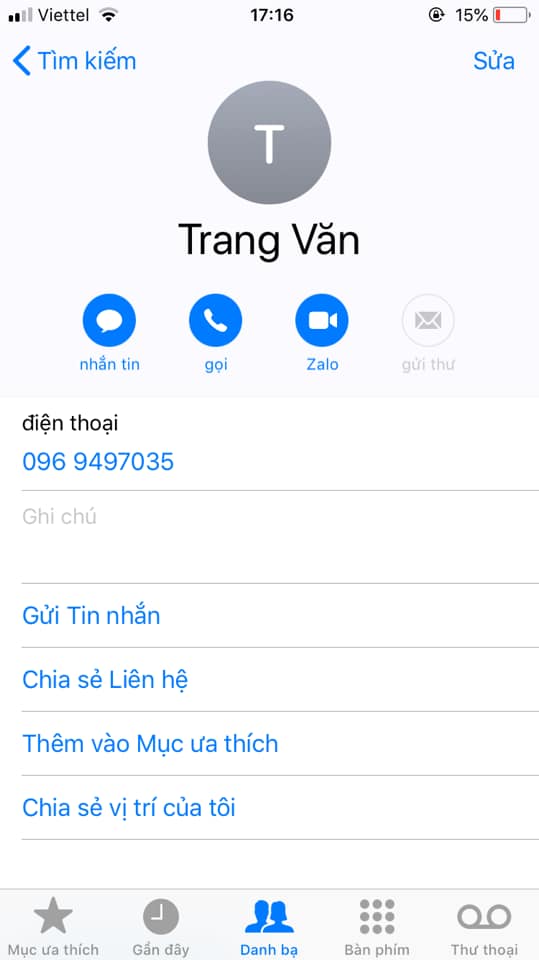 Viettel 17:16 15%
Tìm kiếm Sửa
T
Trang Văn
nhắn tin gọi Zalo gửi thư
điện thoại
096 9497035
Ghi chú
Gửi Tin nhắn
Chia sẻ Liên hệ
Thêm vào Mục ưa thích
Chia sẻ vị trí của tôi
Mục ưa thích Gần đây Danh bạ Bàn phím Thư thoại